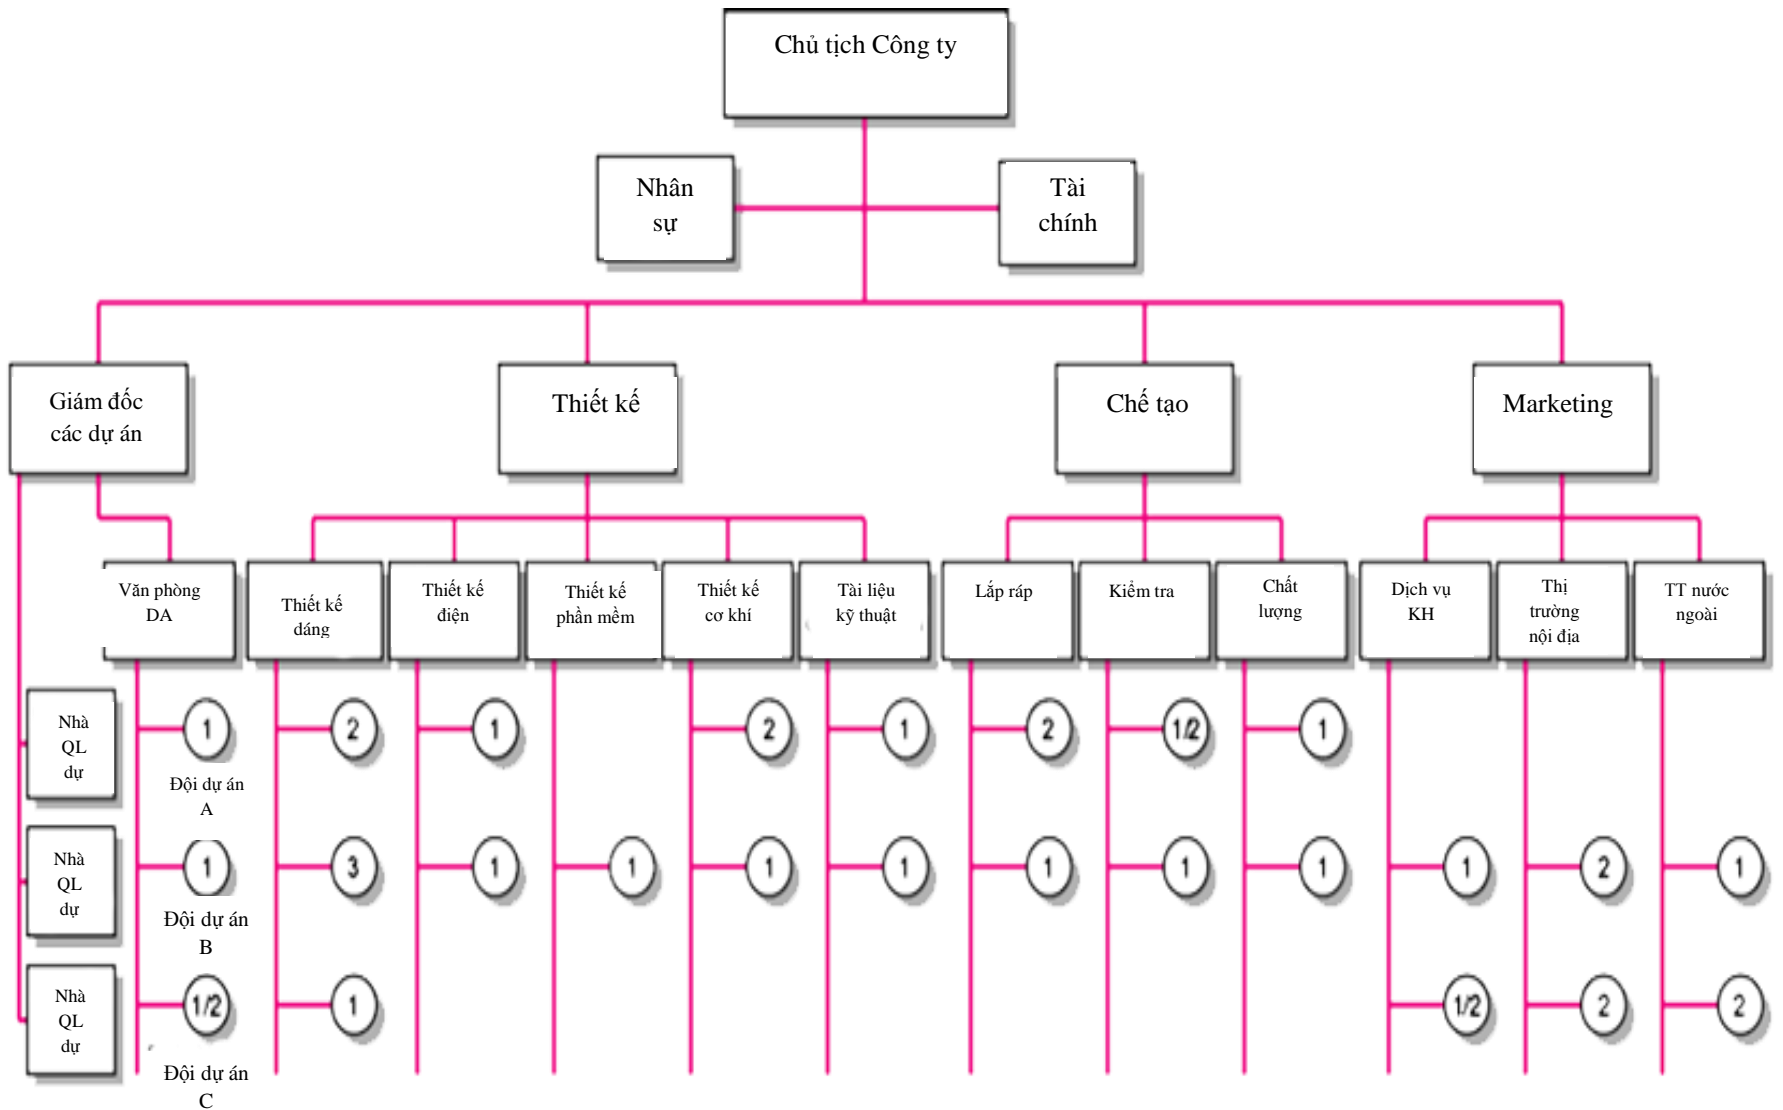 Chủ tịch Công ty
Nhân
sự
Tài
chính
Giám đốc
các dự án
Thiết kế
Chế tạo
Marketing
Văn phòng
DA
Thiết kế
dáng
Thiết kế
điện
Thiết kế
phần mềm
Thiết kế
cơ khí
Tài liệu
kỹ thuật
Lắp ráp
Kiểm tra
Chất
lượng
Dịch vụ
KH
Thị
trường
nội địa
TT nước
ngoài
Nhà
QL
dự
1
2
1
2
1
2
1/2
1
Đội dự án
A
Nhà
QL
dự
1
3
1
1
1
1
1
1
1
1
2
1
Đội dự án
B
Nhà
QL
dự
1/2
1
1/2
2
2
Đội dự án
C